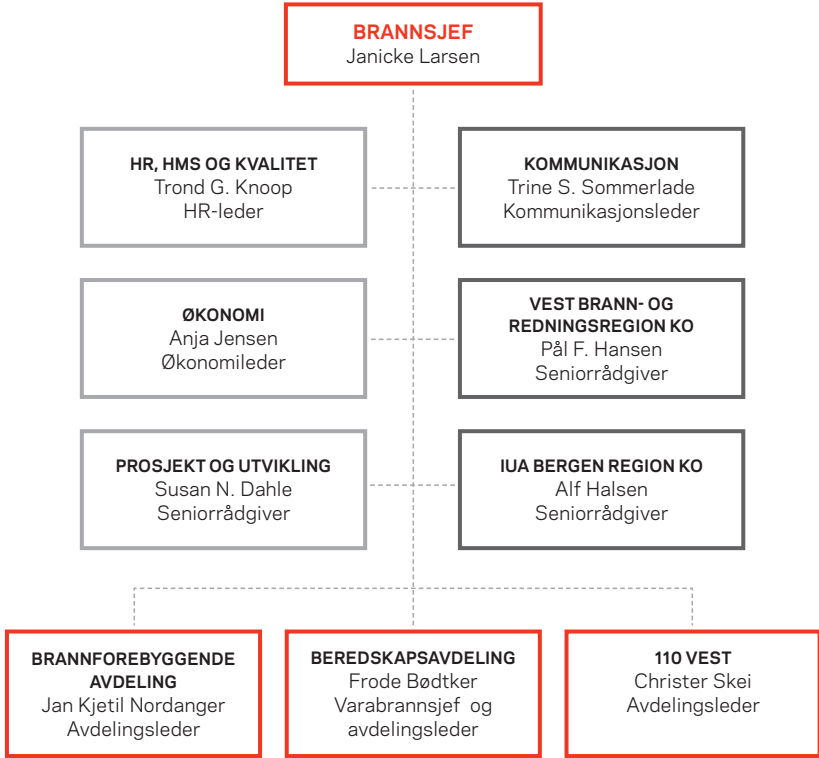 BRANNSJEF
Janicke Larsen
HR, HMS OG KVALITET
Trond G. Knoop
HR-leder
KOMMUNIKASJON
Trine S. Sommerlade
Kommunikasjonsleder
ØKONOMI
Anja Jensen
Økonomileder
VEST BRANN- OG
REDNINGSREGION KO
Pål F. Hansen
Seniorrådgiver
PROSJEKT OG UTVIKLING
Susan N. Dahle
Seniorrådgiver
IUA BERGEN REGION KO
Alf Halsen
Seniorrådgiver
BRANNFOREBYGGENDE
AVDELING
Jan Kjetil Nordanger
Avdelingsleder
BEREDSKAPSAVDELING
Frode Bødtker
Varabrannsjef og
avdelingsleder
110 VEST
Christer Skei
Avdelingsleder